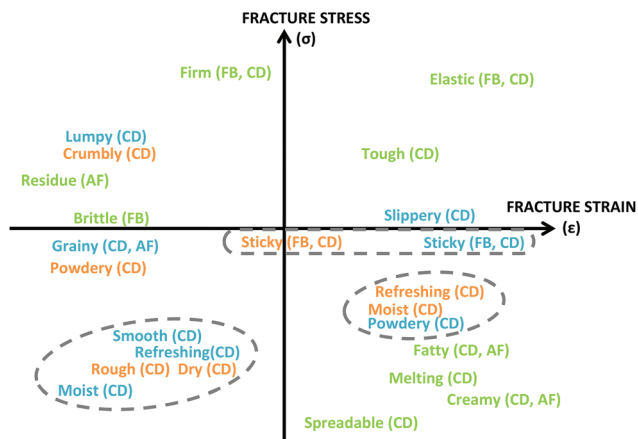 FRACTURE STRESS
(σ)
Firm (FB, CD)
Elastic (FB, CD)
Lumpy (CD)
Crumbly (CD)
Tough (CD)
Residue (AF)
Brittle (FB)
Slippery (CD)
FRACTURE STRAIN
(ε)
Grainy (CD, AF)
Sticky (FB, CD)
Sticky (FB, CD)
Powdery (CD)
Refreshing (CD)
Moist (CD)
Powdery (CD)
Smooth (CD)
Refreshing(CD)
Rough (CD) Dry (CD)
Moist (CD)
Fatty (CD, AF)
Melting (CD)
Creamy (CD, AF)
Spreadable (CD)